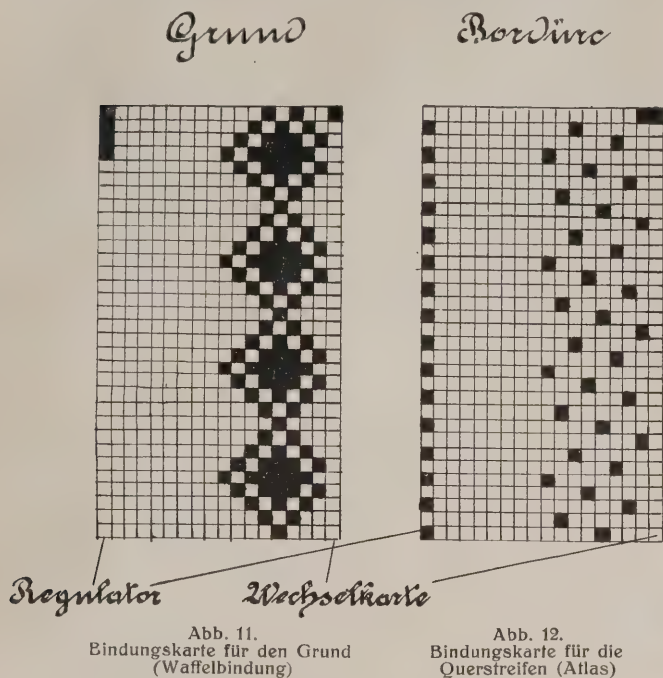 Grund
Bordüre
Regulator
Wechselkarte
Abb. 11.
Bindungskarte für den Grund
(Waffelbindung)
Abb. 12.
Bindungskarte für die
Querstreifen (Atlas)